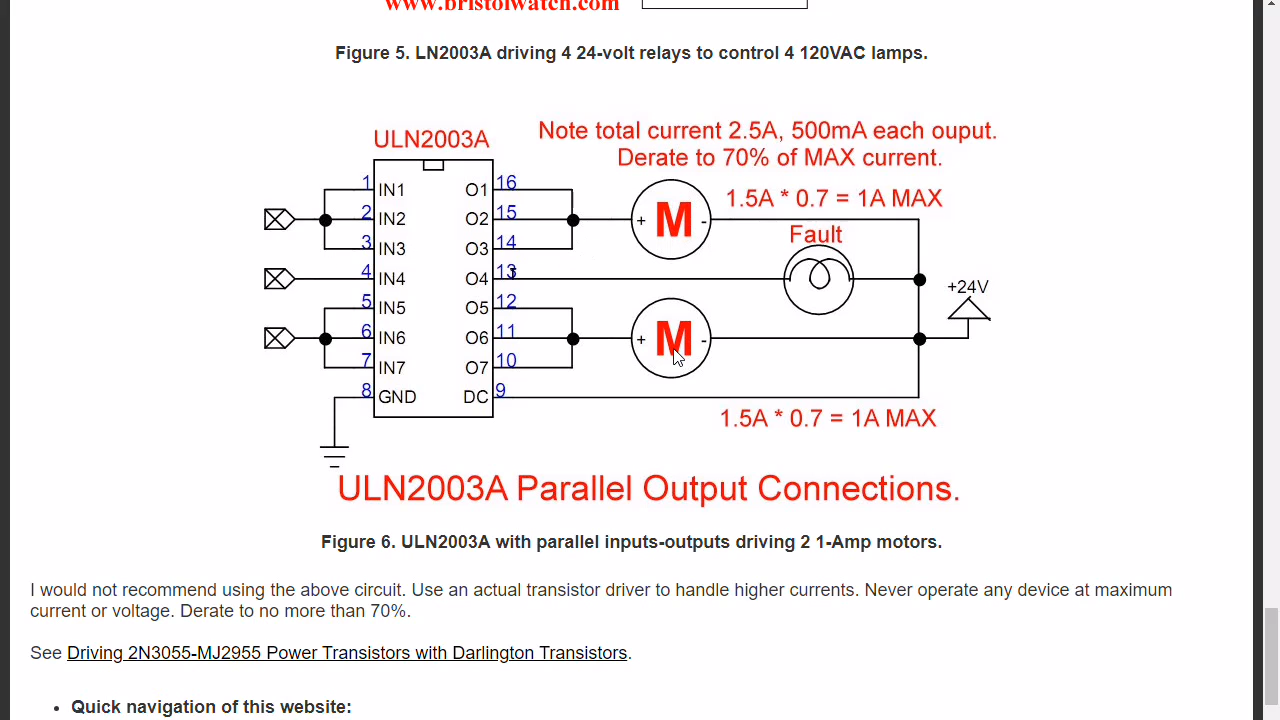 www.bristolwatch.com
Figure 5. LN2003A driving 4 24-volt relays to control 4 120VAC lamps.
ULN2003A
Note total current 2.5A, 500mA each ouput.
Derate to 70% of MAX current.
1 IN1 O1 16
2 IN2 O2 15
3 IN3 O3 14
4 IN4 O4 13
5 IN5 O5 12
6 IN6 O6 11
7 IN7 O7 10
8 GND DC 9
+ M -
1.5A * 0.7 = 1A MAX
Fault
+24V
+ M -
1.5A * 0.7 = 1A MAX
ULN2003A Parallel Output Connections.
Figure 6. ULN2003A with parallel inputs-outputs driving 2 1-Amp motors.
I would not recommend using the above circuit. Use an actual transistor driver to handle higher currents. Never operate any device at maximum
current or voltage. Derate to no more than 70%.
See Driving 2N3055-MJ2955 Power Transistors with Darlington Transistors.
• Quick navigation of this website: